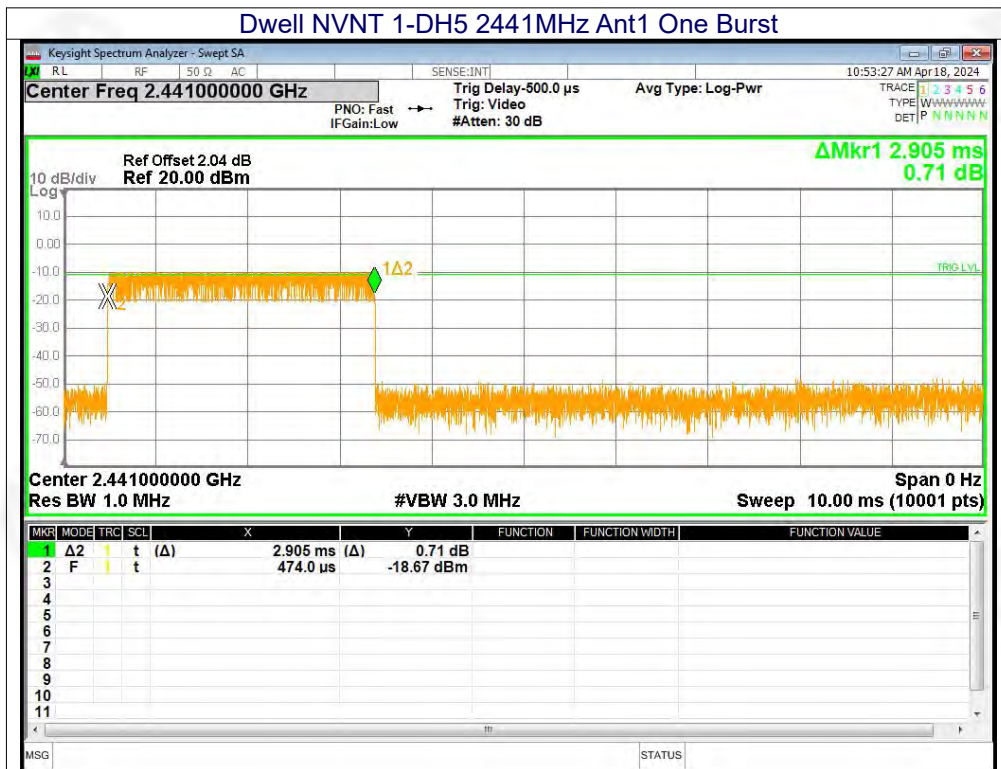 Dwell NVNT 1-DH5 2441MHz Ant1 One Burst
Keysight Spectrum Analyzer - Swept SA
LXI RL RF 50 Ω AC SENSE:INT 10:53:27 AM Apr 18, 2024
Center Freq 2.441000000 GHz
PNO: Fast
IFGain:Low
Trig Delay-500.0 µs
Trig: Video
#Atten: 30 dB
Avg Type: Log-Pwr
TRACE 1 2 3 4 5 6
TYPE WWWWWWW
DET P N N N N N
ΔMkr1 2.905 ms
0.71 dB
Ref Offset 2.04 dB
10 dB/div Ref 20.00 dBm
Log
10.0
0.00
-10.0
-20.0
-30.0
-40.0
-50.0
-60.0
-70.0
1Δ2
TRIG LVL
Center 2.441000000 GHz Span 0 Hz
Res BW 1.0 MHz #VBW 3.0 MHz Sweep 10.00 ms (10001 pts)
MKR MODE TRC SCL X Y FUNCTION FUNCTION WIDTH FUNCTION VALUE
1 Δ2 1 t (Δ) 2.905 ms (Δ) 0.71 dB
2 F 1 t 474.0 µs -18.67 dBm
3
4
5
6
7
8
9
10
11
MSG STATUS